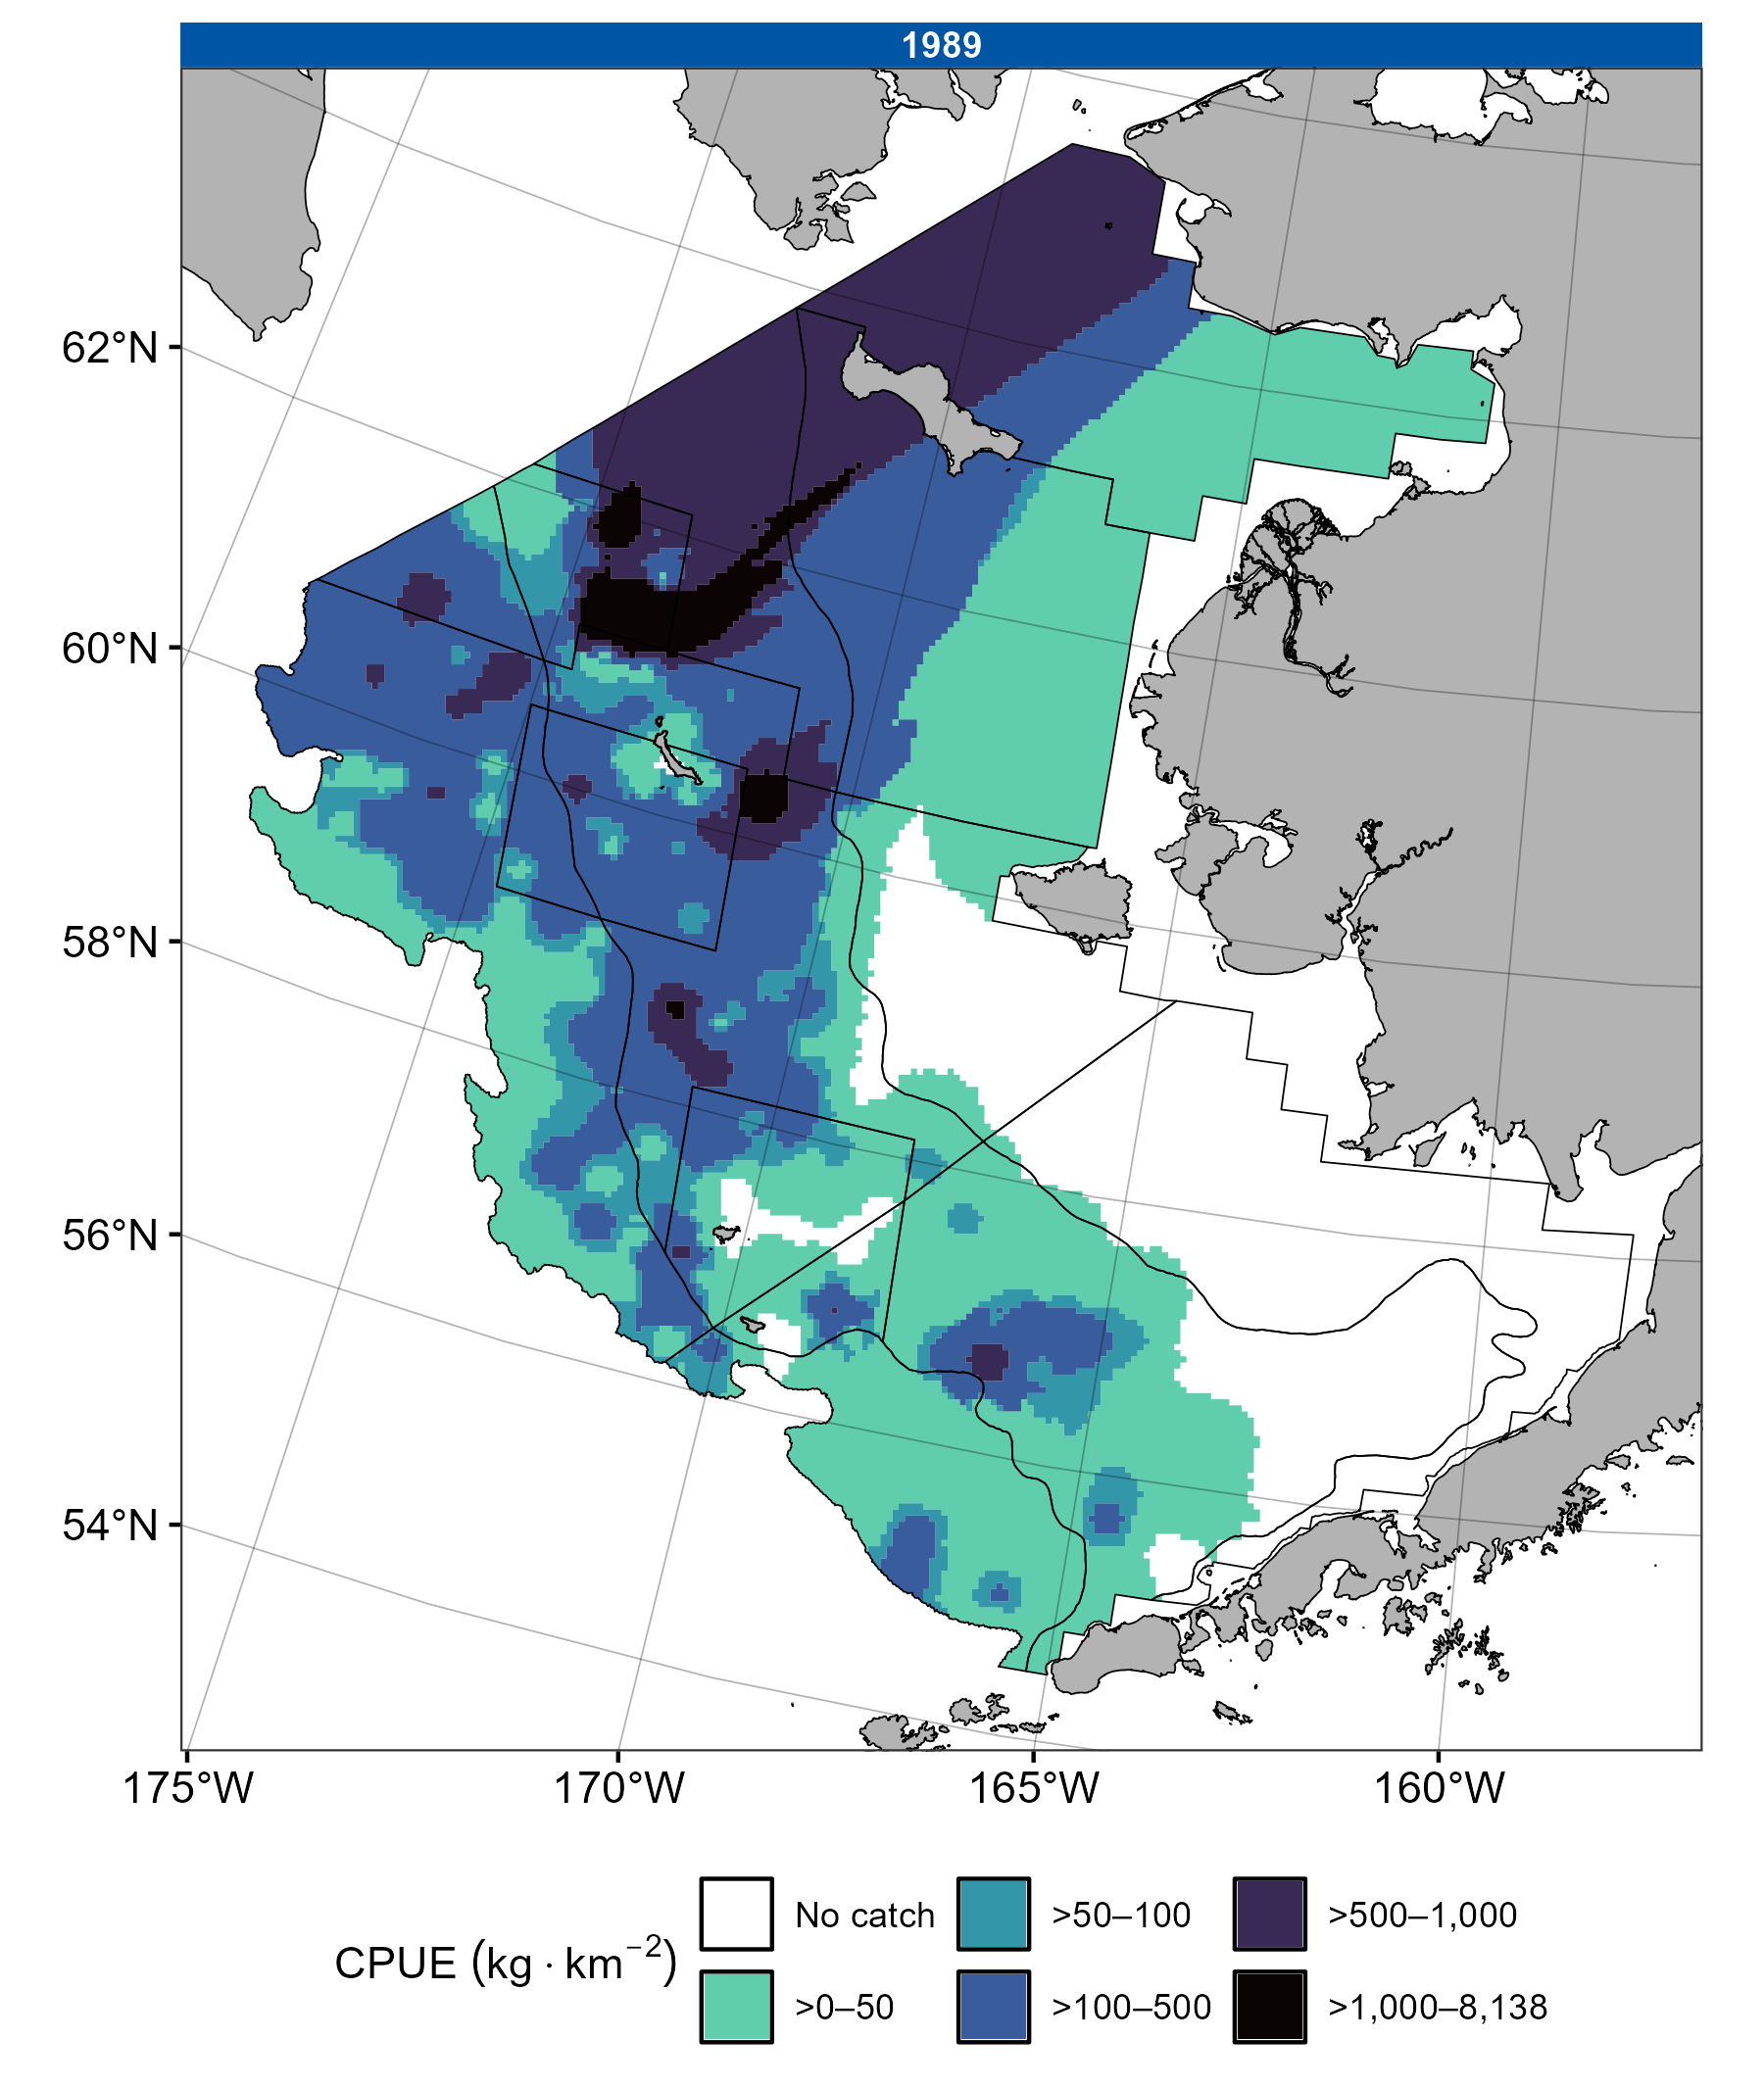 1989
62°N
60°N
58°N
56°N
54°N
175°W 170°W 165°W 160°W
CPUE (kg · km⁻²)
No catch >50–100 >500–1,000
>0–50 >100–500 >1,000–8,138